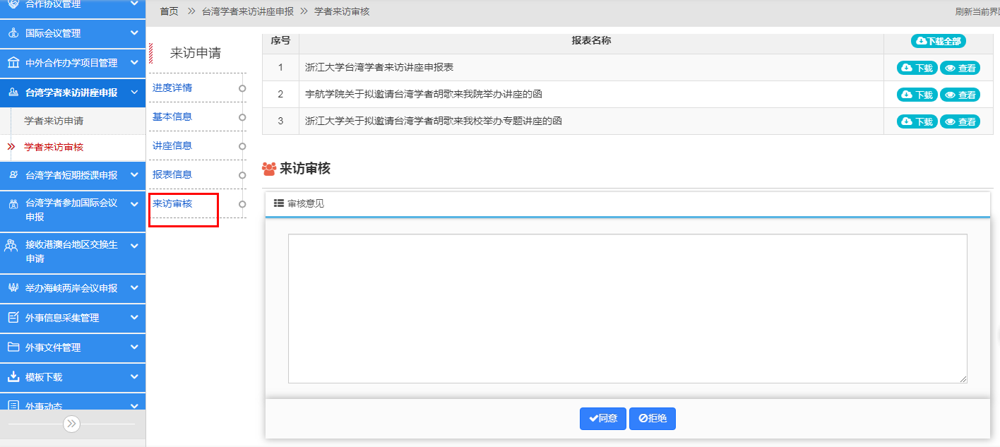 合作协议管理
国际会议管理
中外合作办学项目管理
台湾学者来访讲座申报
学者来访申请
学者来访审核
台湾学者短期授课申报
台湾学者参加国际会议
申报
接收港澳台地区交换生
申请
举办海峡两岸会议申报
外事信息采集管理
外事文件管理
模板下载
外事动态
首页 >> 台湾学者来访讲座申报 >> 学者来访审核
刷新当前界
来访申请
进度详情
基本信息
讲座信息
报表信息
来访审核
序号 报表名称 下载全部
1 浙江大学台湾学者来访讲座申报表 下载 查看
2 宇航学院关于拟邀请台湾学者胡歌来我院举办讲座的函 下载 查看
3 浙江大学关于拟邀请台湾学者胡歌来我校举办专题讲座的函 下载 查看
来访审核
审核意见
同意 拒绝